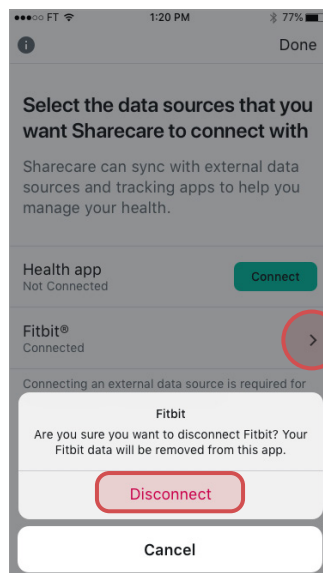 FT 1:20 PM 77%
Done
Select the data sources that you
want Sharecare to connect with
Sharecare can sync with external data
sources and tracking apps to help you
manage your health.
Health app
Not Connected
Connect
Fitbit®
Connected
Connecting an external data source is required for
Fitbit
Are you sure you want to disconnect Fitbit? Your
Fitbit data will be removed from this app.
Disconnect
Cancel